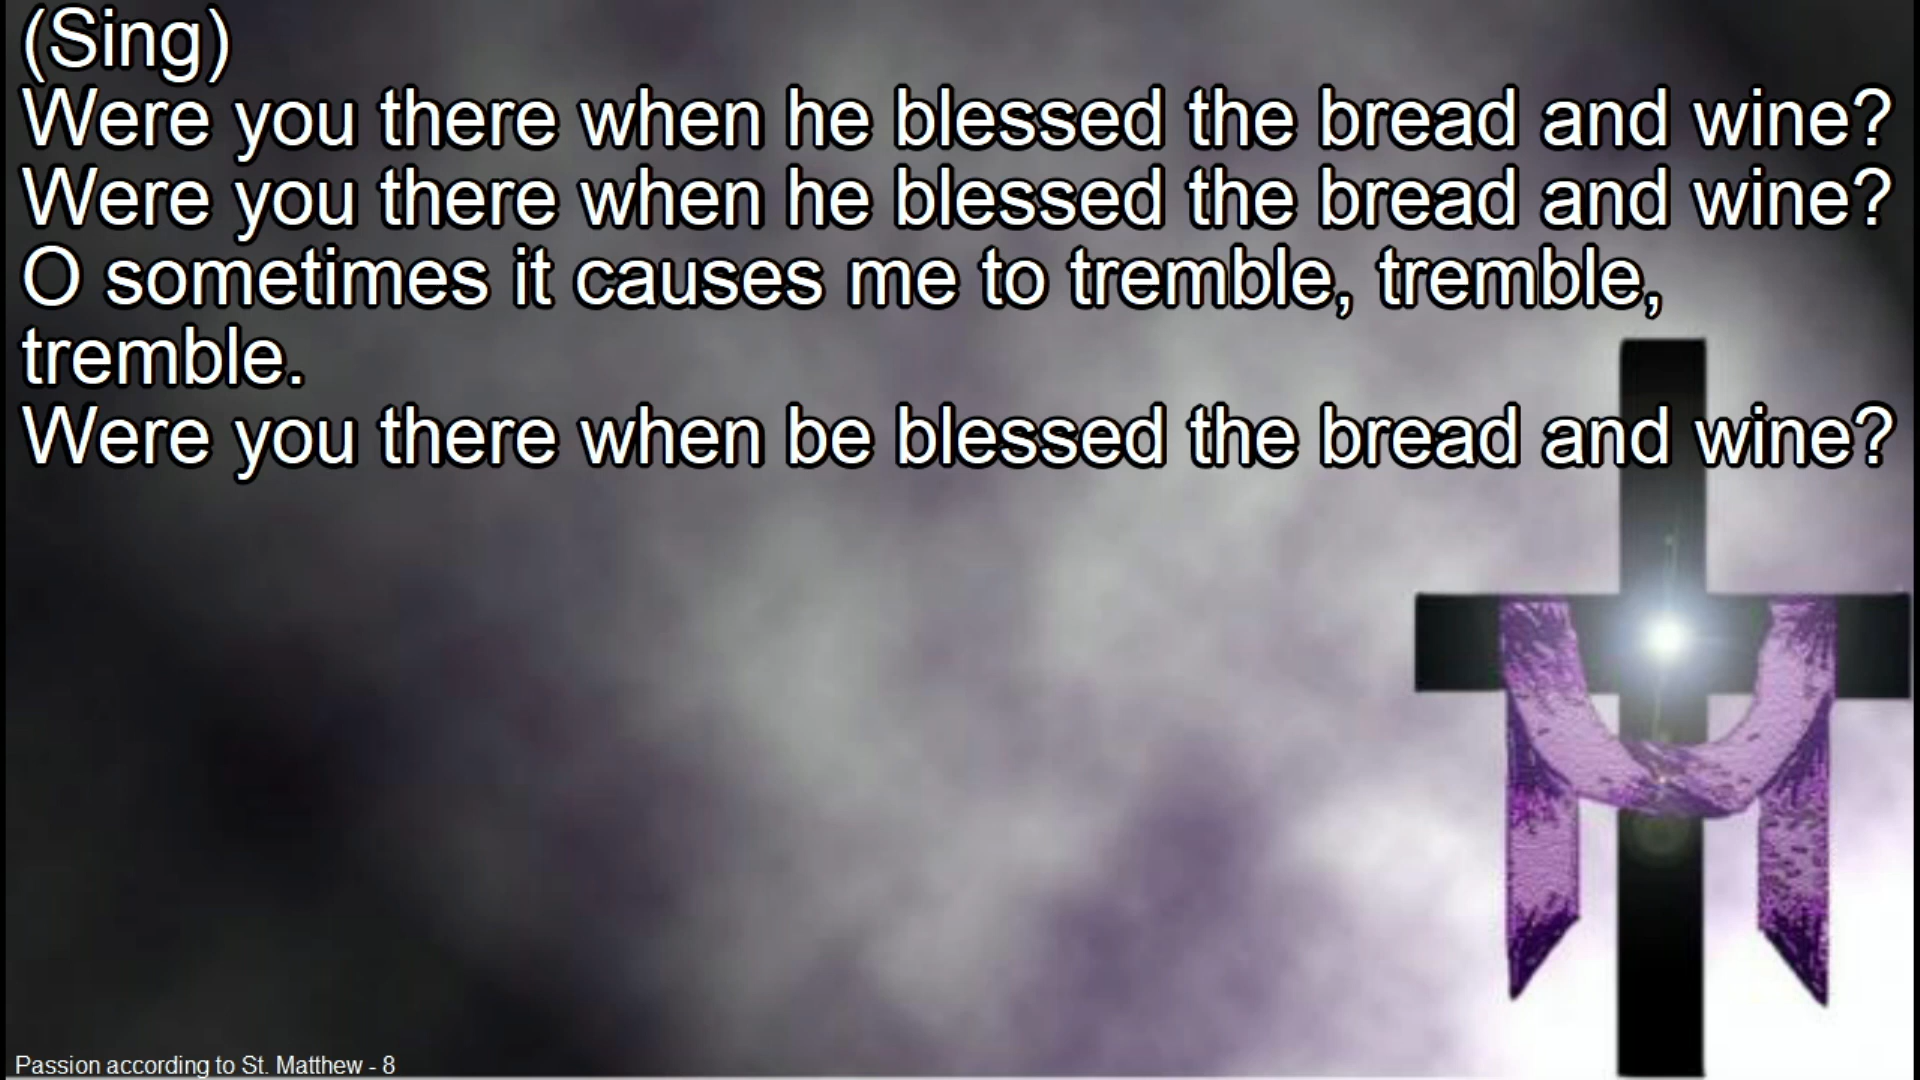 (Sing)
Were you there when he blessed the bread and wine?
Were you there when he blessed the bread and wine?
O sometimes it causes me to tremble, tremble,
tremble.
Were you there when be blessed the bread and wine?
Passion according to St. Matthew - 8